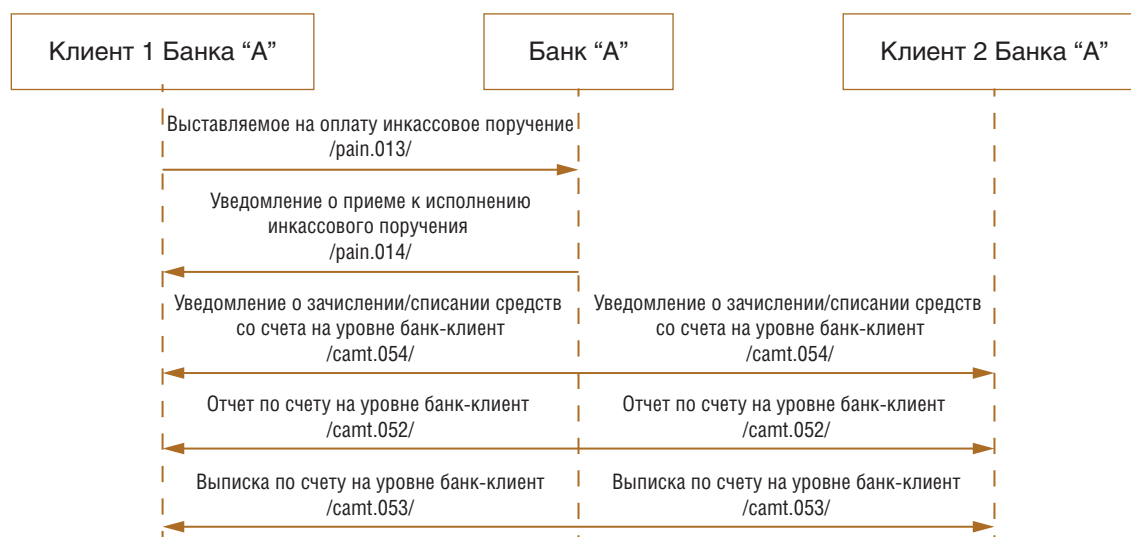 Клиент 1 Банка “А”
Банк “А”
Клиент 2 Банка “А”
Выставляемое на оплату инкассовое поручение
/pain.013/
Уведомление о приеме к исполнению
инкассового поручения
/pain.014/
Уведомление о зачислении/списании средств
со счета на уровне банк-клиент
/camt.054/
Уведомление о зачислении/списании средств
со счета на уровне банк-клиент
/camt.054/
Отчет по счету на уровне банк-клиент
/camt.052/
Отчет по счету на уровне банк-клиент
/camt.052/
Выписка по счету на уровне банк-клиент
/camt.053/
Выписка по счету на уровне банк-клиент
/camt.053/